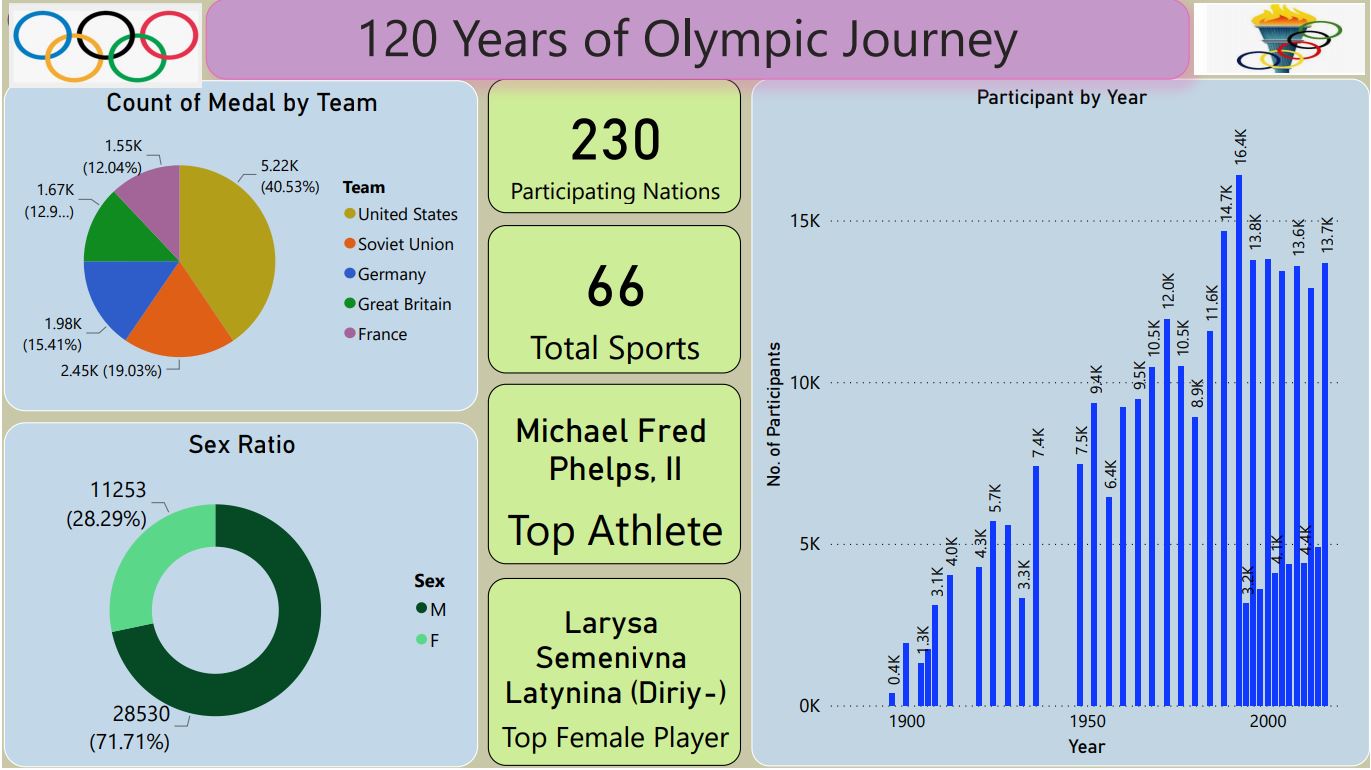 120 Years of Olympic Journey
Count of Medal by Team
1.55K
(12.04%)
5.22K
(40.53%)
1.67K
(12.9...)
1.98K
(15.41%)
2.45K (19.03%)
Team
United States
Soviet Union
Germany
Great Britain
France
Sex Ratio
11253
(28.29%)
28530
(71.71%)
Sex
M
F
230
Participating Nations
66
Total Sports
Michael Fred
Phelps, II
Top Athlete
Larysa
Semenivna
Latynina (Diriy-)
Top Female Player
Participant by Year
No. of Participants
15K
10K
5K
0K
0.4K
1.3K
3.1K
4.0K
4.3K
5.7K
3.3K
7.4K
7.5K
9.4K
6.4K
9.5K
10.5K
12.0K
10.5K
8.9K
11.6K
14.7K
16.4K
3.2K
13.8K
4.1K
13.6K
4.4K
13.7K
1900
1950
2000
Year